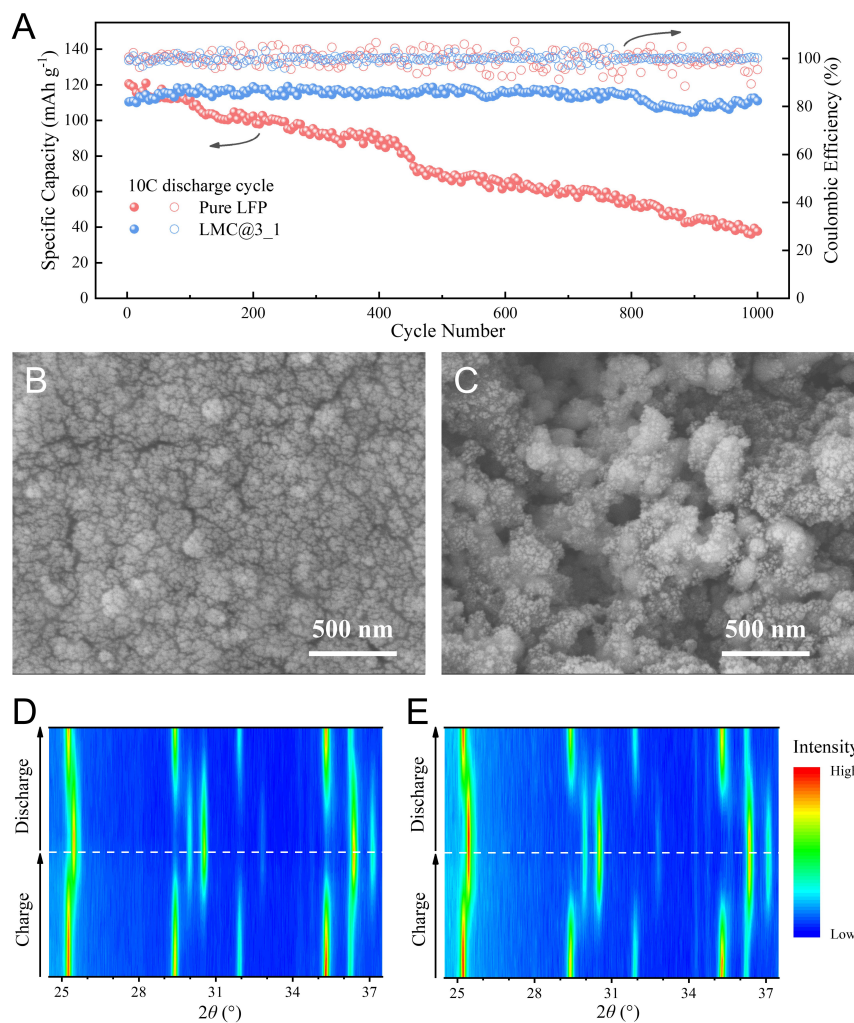 A
Specific Capacity (mAh g⁻¹)
140
120
100
80
60
40
20
0
100
80
60
40
20
0
Coulombic Efficiency (%)
10C discharge cycle
Pure LFP
LMC@3_1
0
200
400
600
800
1000
Cycle Number
B
500 nm
C
500 nm
D
Discharge
Charge
25
28
31
34
37
2θ (°)
E
Discharge
Charge
25
28
31
34
37
2θ (°)
Intensity
High
Low